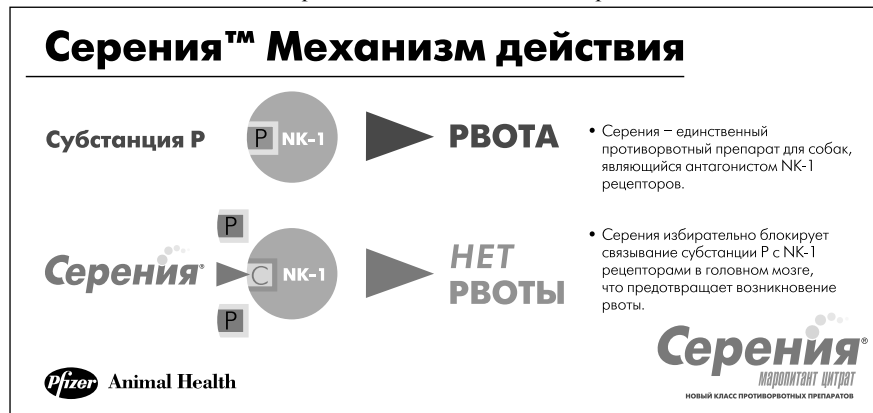 Серения™ Механизм действия
Субстанция P
P NK-1
РВОТА
• Серения – единственный
противорвотный препарат для собак,
являющийся антагонистом NK-1
рецепторов.
P
Серения®
C NK-1
P
НЕТ
РВОТЫ
• Серения избирательно блокирует
связывание субстанции P с NK-1
рецепторами в головном мозге,
что предотвращает возникновение
рвоты.
Pfizer Animal Health
Серения®
маропитант цитрат
НОВЫЙ КЛАСС ПРОТИВОРВОТНЫХ ПРЕПАРАТОВ